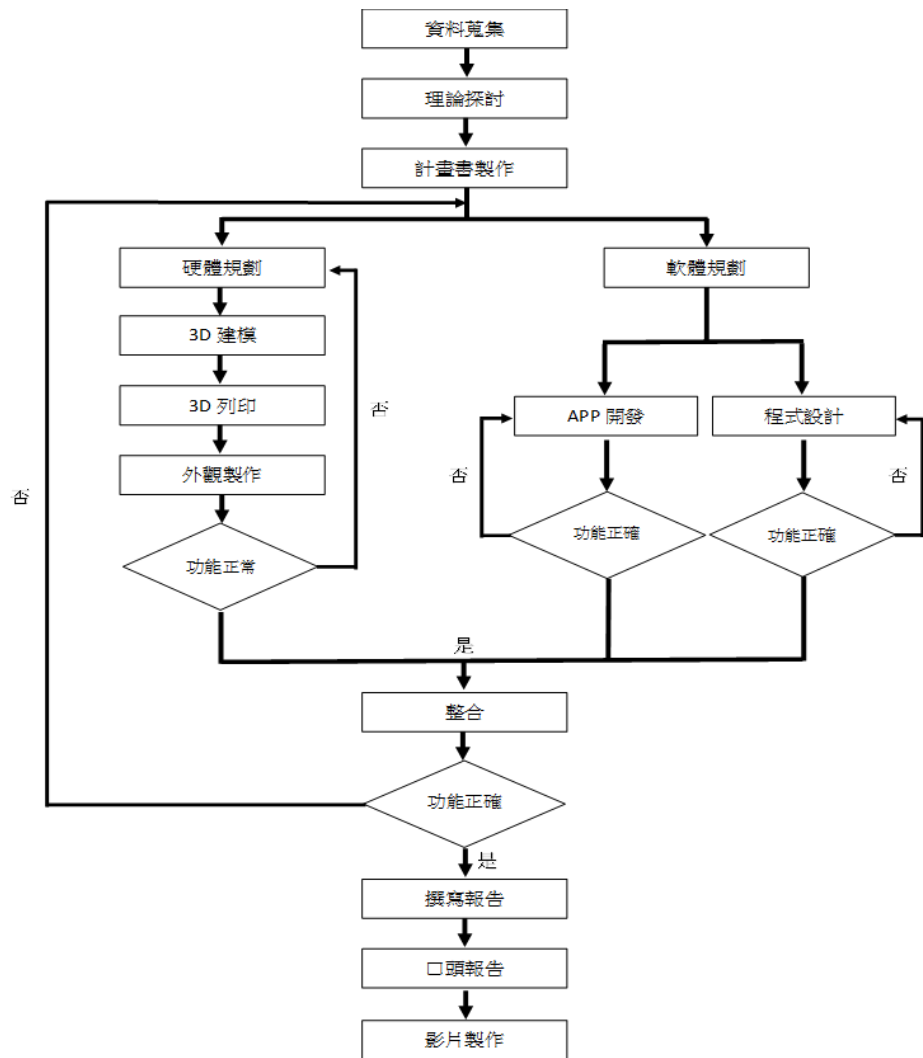 資料蒐集
理論探討
計畫書製作
硬體規劃
軟體規劃
3D 建模
3D 列印
否
APP 開發
程式設計
外觀製作
否
否
否
功能正常
功能正確
功能正確
是
整合
功能正確
是
撰寫報告
口頭報告
影片製作